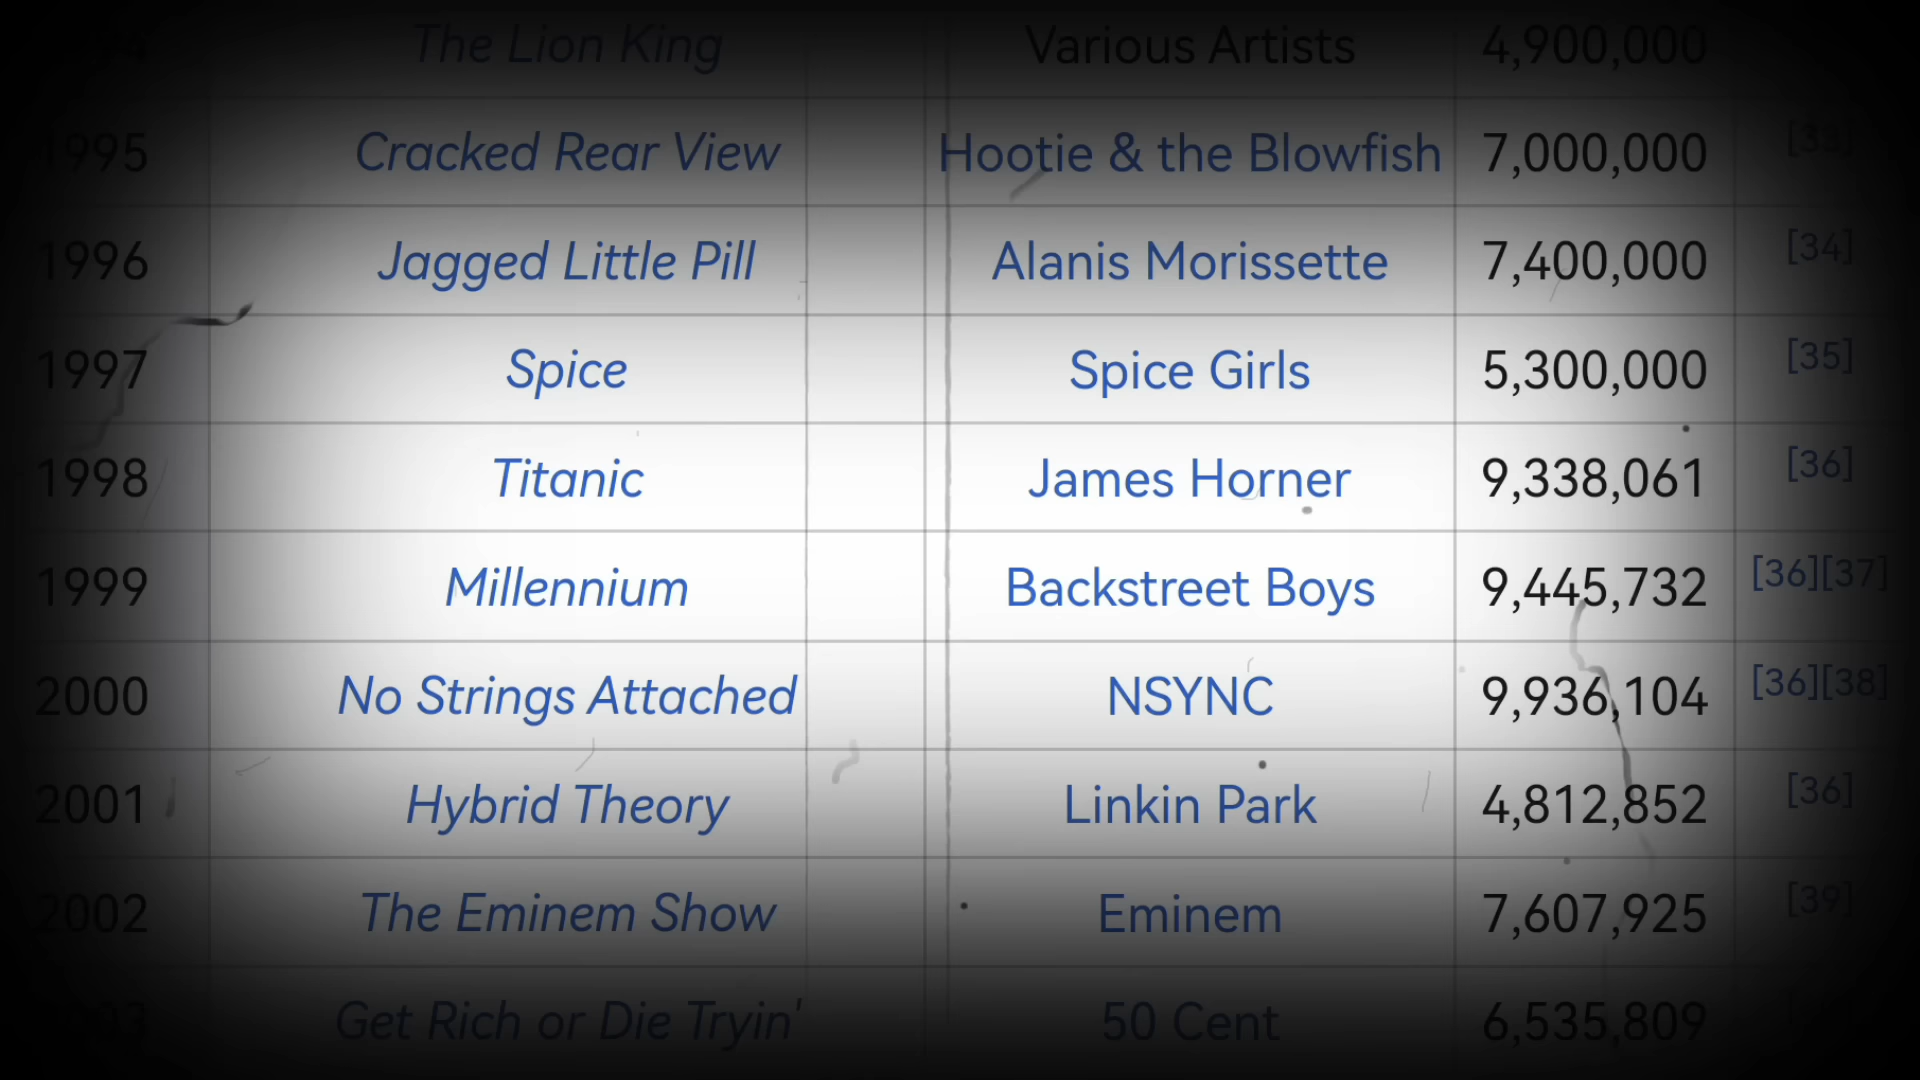 The Lion King Various Artists 4,900,000
1995 Cracked Rear View Hootie & the Blowfish 7,000,000 [33]
1996 Jagged Little Pill Alanis Morissette 7,400,000 [34]
1997 Spice Spice Girls 5,300,000 [35]
1998 Titanic James Horner 9,338,061 [36]
1999 Millennium Backstreet Boys 9,445,732 [36][37]
2000 No Strings Attached NSYNC 9,936,104 [36][38]
2001 Hybrid Theory Linkin Park 4,812,852 [36]
2002 The Eminem Show Eminem 7,607,925 [39]
Get Rich or Die Tryin' 50 Cent 6,535,809